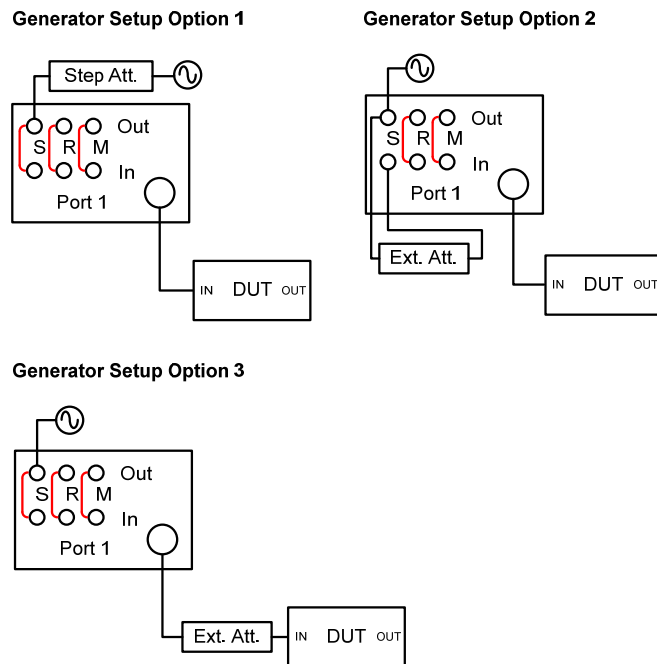 Generator Setup Option 1
Step Att.
Out
S R M
In
Port 1
IN DUT OUT
Generator Setup Option 2
Out
S R M
In
Port 1
Ext. Att.
IN DUT OUT
Generator Setup Option 3
Out
S R M
In
Port 1
Ext. Att.
IN DUT OUT